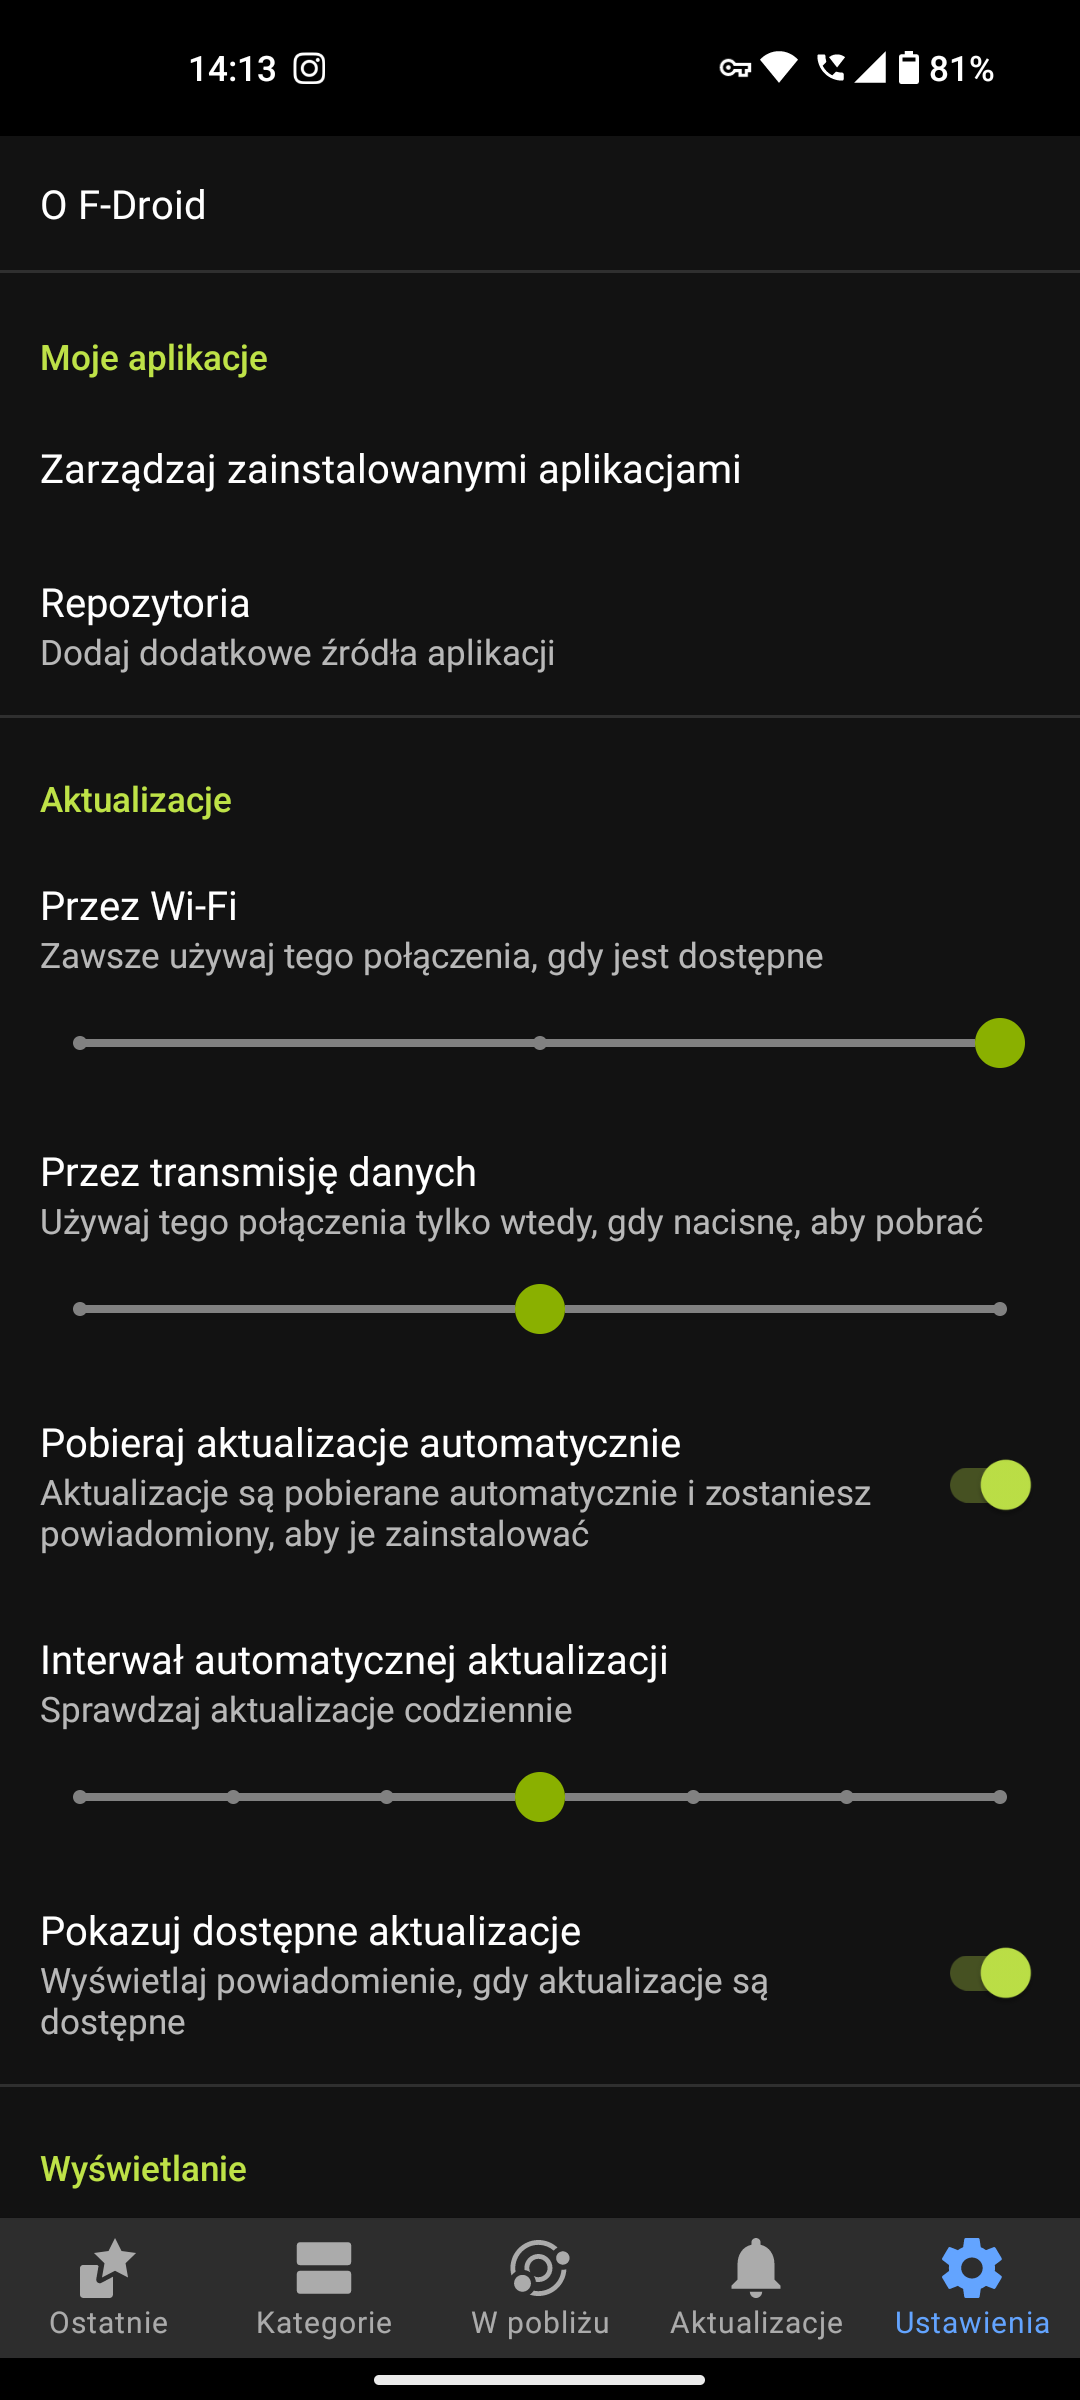 14:13
81%
O F-Droid
Moje aplikacje
Zarządzaj zainstalowanymi aplikacjami
Repozytoria
Dodaj dodatkowe źródła aplikacji
Aktualizacje
Przez Wi-Fi
Zawsze używaj tego połączenia, gdy jest dostępne
Przez transmisję danych
Używaj tego połączenia tylko wtedy, gdy nacisnę, aby pobrać
Pobieraj aktualizacje automatycznie
Aktualizacje są pobierane automatycznie i zostaniesz
powiadomiony, aby je zainstalować
Interwał automatycznej aktualizacji
Sprawdzaj aktualizacje codziennie
Pokazuj dostępne aktualizacje
Wyświetlaj powiadomienie, gdy aktualizacje są
dostępne
Wyświetlanie
Ostatnie
Kategorie
W pobliżu
Aktualizacje
Ustawienia